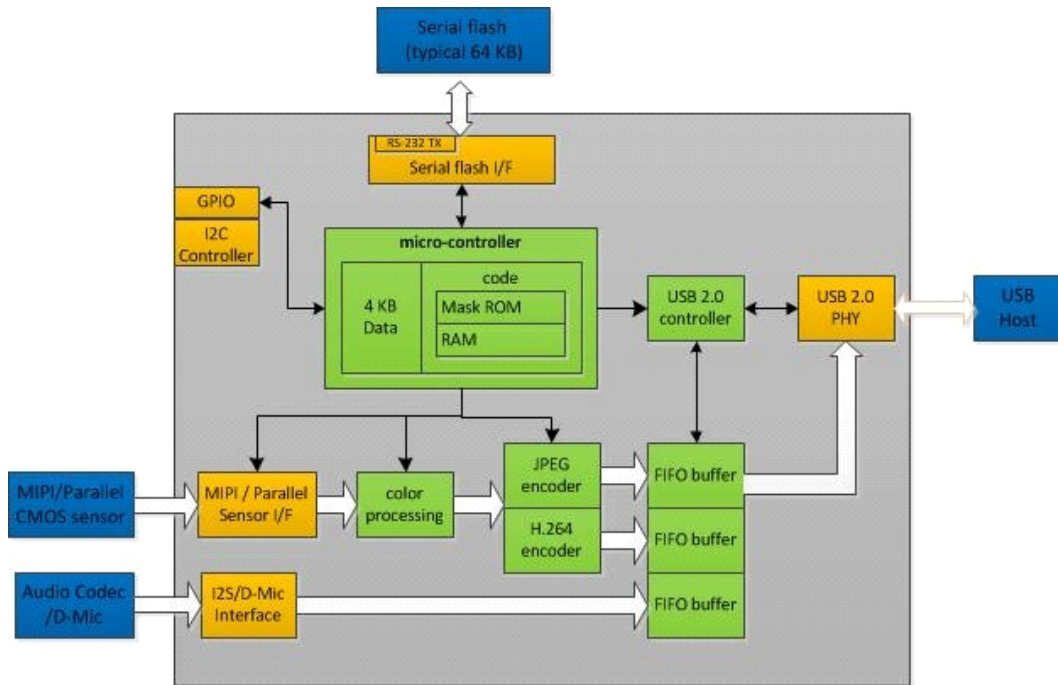 Serial flash
(typical 64 KB)
RS-232 TX
Serial flash I/F
GPIO
I2C
Controller
micro-controller
4 KB
Data
code
Mask ROM
RAM
USB 2.0
controller
USB 2.0
PHY
USB
Host
MIPI/Parallel
CMOS sensor
MIPI / Parallel
Sensor I/F
color
processing
JPEG
encoder
H.264
encoder
FIFO buffer
FIFO buffer
FIFO buffer
Audio Codec
/D-Mic
I2S/D-Mic
Interface